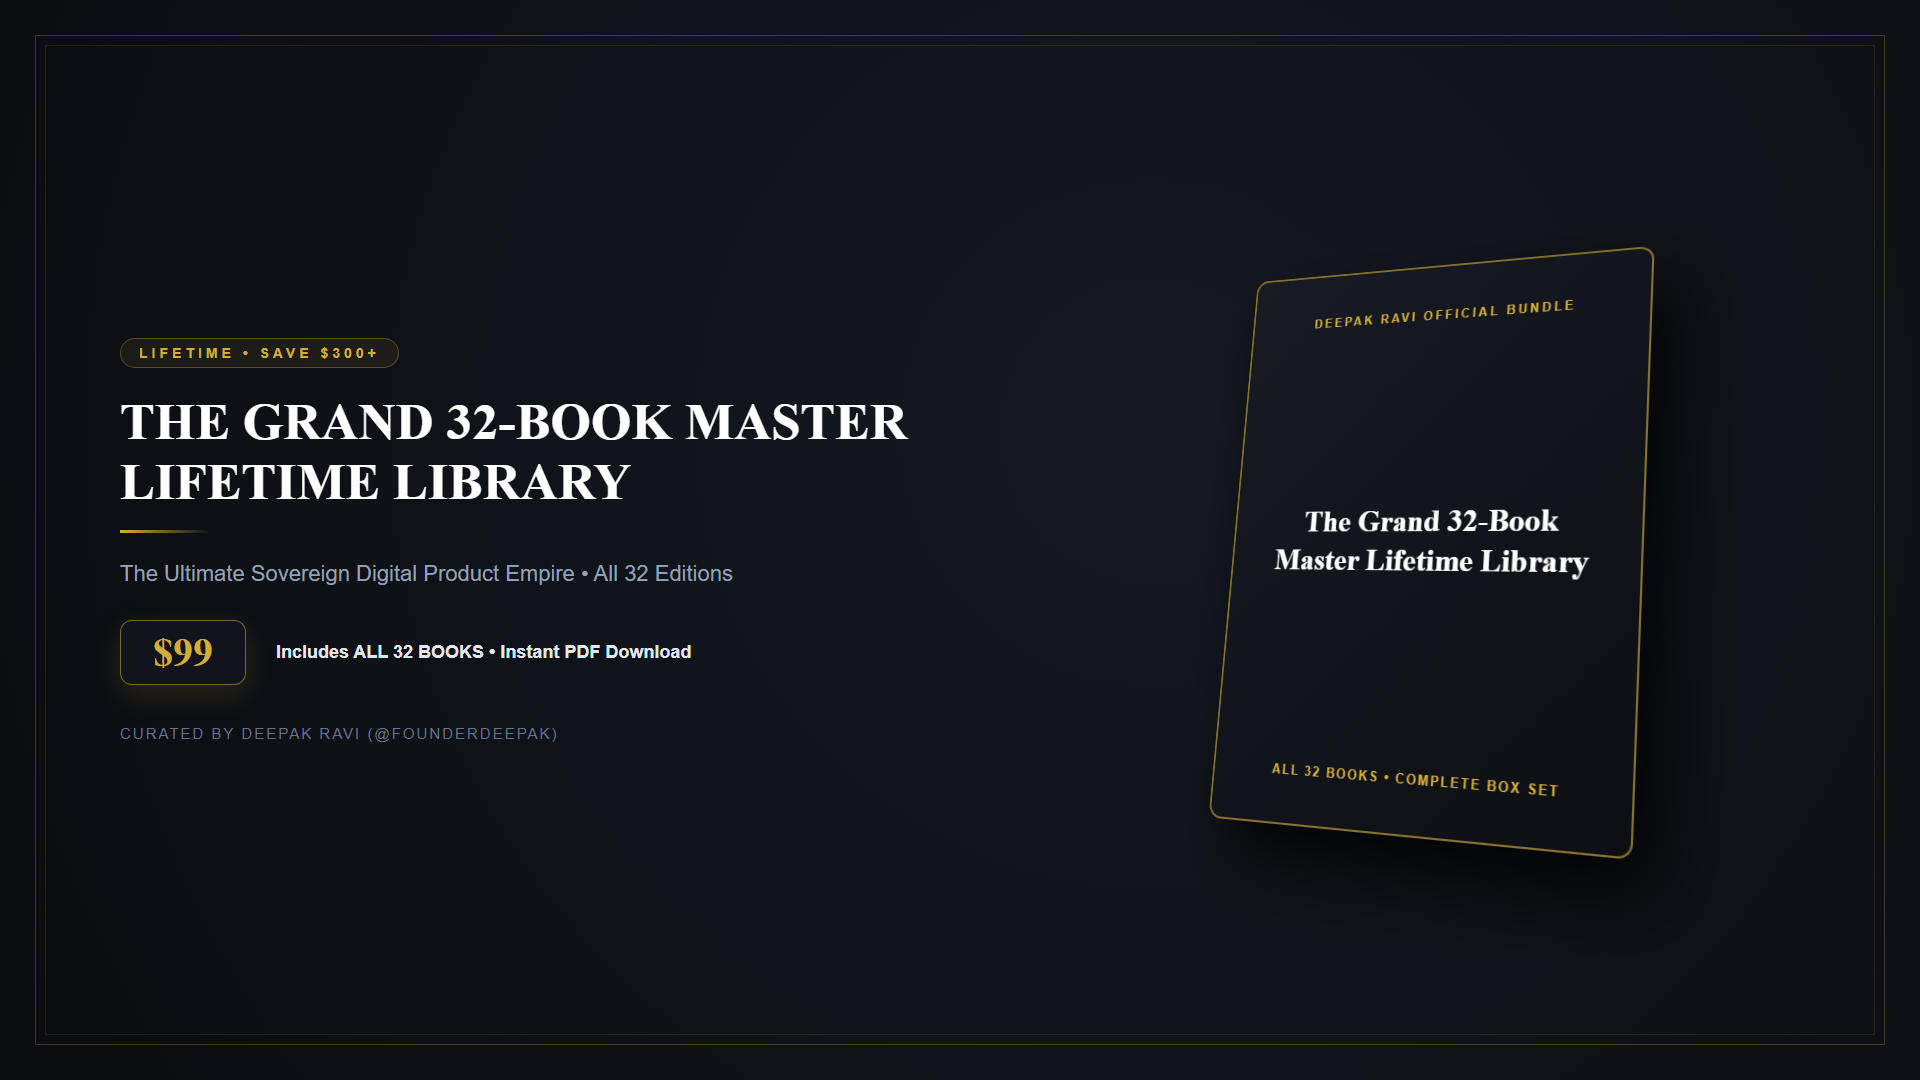 LIFETIME • SAVE $300+
THE GRAND 32-BOOK MASTER
LIFETIME LIBRARY
The Ultimate Sovereign Digital Product Empire • All 32 Editions
$99
Includes ALL 32 BOOKS • Instant PDF Download
CURATED BY DEEPAK RAVI (@FOUNDERDEEPAK)
DEEPAK RAVI OFFICIAL BUNDLE
The Grand 32-Book
Master Lifetime Library
ALL 32 BOOKS • COMPLETE BOX SET